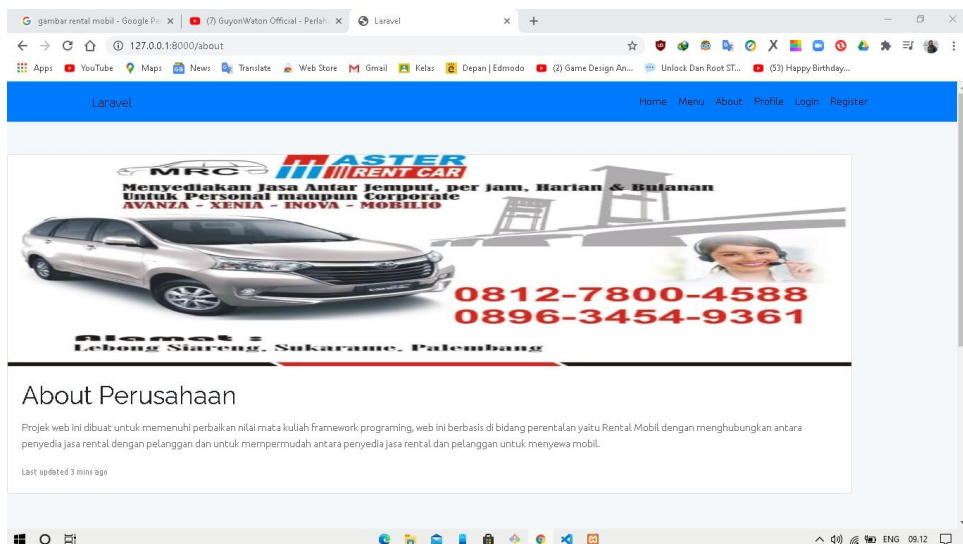 gambar rental mobil - Google Pe
(7) GuyonWaton Official - Perlah
Laravel
127.0.0.1:8000/about
Apps YouTube Maps News Translate Web Store Gmail Kelas Depan | Edmodo (2) Game Design An... Unlock Dan Root ST... (53) Happy Birthday...
Laravel
Home Menu About Profile Login Register
MRC
MASTER
RENT CAR
Menyediakan Jasa Antar Jemput, per jam, Harian & Bulanan
Untuk Personal maupun Corporate
AVANZA - XENIA - INOVA - MOBILIO
0812-7800-4588
0896-3454-9361
Alamat :
Lebong Siareng, Sukarame, Palembang
About Perusahaan
Projek web ini dibuat untuk memenuhi perbaikan nilai mata kuliah framework programing, web ini berbasis di bidang perentalan yaitu Rental Mobil dengan menghubungkan antara
penyedia jasa rental dengan pelanggan dan untuk mempermudah antara penyedia jasa rental dan pelanggan untuk menyewa mobil.
Last updated 3 mins ago
ENG 09.12